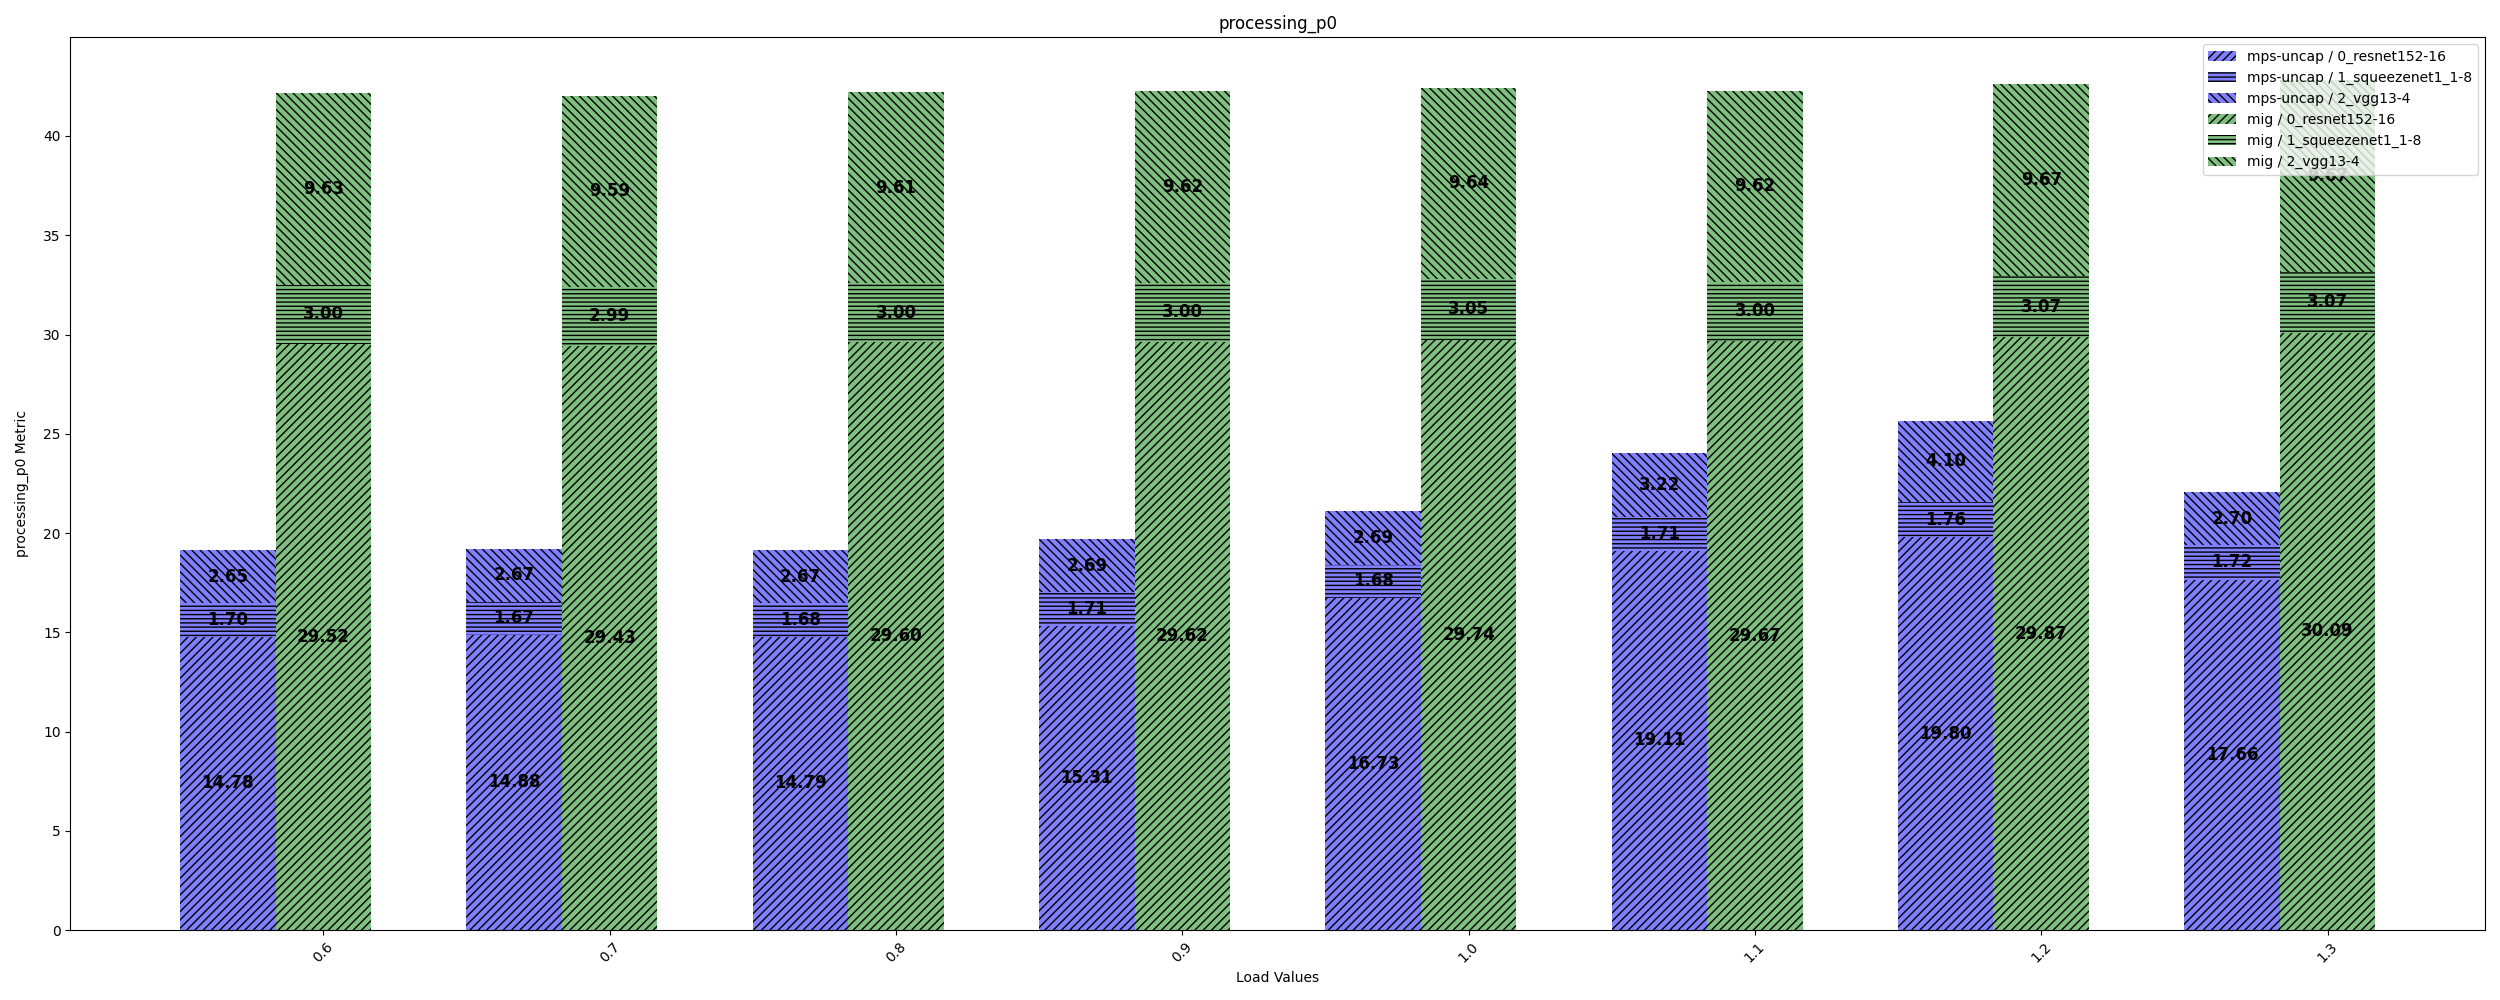 processing_p0
mps-uncap / 0_resnet152-16
mps-uncap / 1_squeezenet1_1-8
mps-uncap / 2_vgg13-4
mig / 0_resnet152-16
mig / 1_squeezenet1_1-8
mig / 2_vgg13-4
processing_p0 Metric
40
35
30
25
20
15
10
5
0
9.63 9.59 9.61 9.62 9.64 9.62 9.67 9.67
3.00 2.99 3.00 3.00 3.05 3.00 3.07 3.07
2.65 2.67 2.67 2.69 2.69 3.22 4.10 2.70
1.70 1.67 1.68 1.71 1.68 1.71 1.76 1.72
29.52 29.43 29.60 29.62 29.74 29.67 29.87 30.09
14.78 14.88 14.79 15.31 16.73 19.11 19.80 17.66
0.6 0.7 0.8 0.9 1.0 1.1 1.2 1.3
Load Values